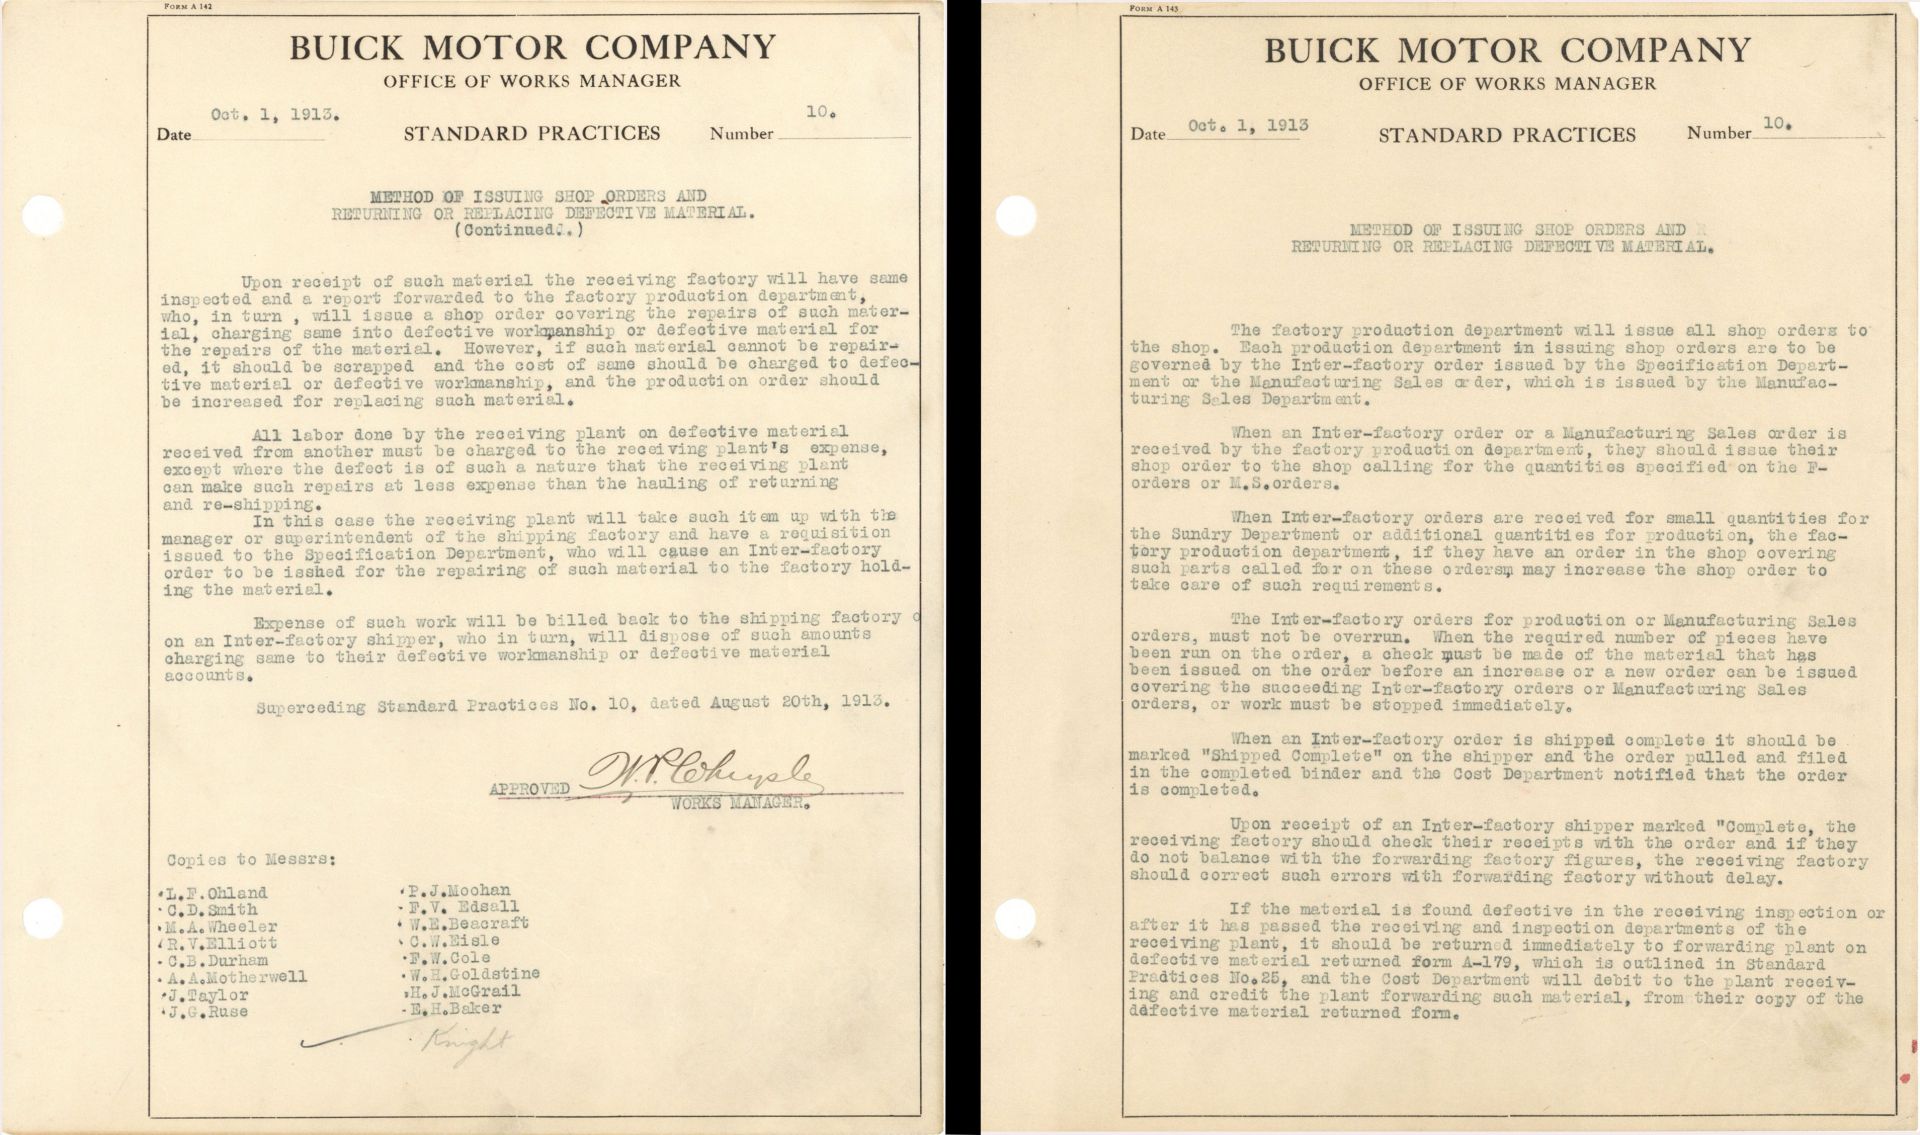 FORM A 142
BUICK MOTOR COMPANY
OFFICE OF WORKS MANAGER
Date Oct. 1, 1913. STANDARD PRACTICES Number 10.
METHOD OF ISSUING SHOP ORDERS AND
RETURNING OR REPLACING DEFECTIVE MATERIAL.
(Continued..)
Upon receipt of such material the receiving factory will have same
inspected and a report forwarded to the factory production department,
who, in turn , will issue a shop order covering the repairs of such mater-
ial, charging same into defective workmanship or defective material for
the repairs of the material. However, if such material cannot be repair-
ed, it should be scrapped and the cost of same should be charged to defec-
tive material or defective workmanship, and the production order should
be increased for replacing such material.
All labor done by the receiving plant on defective material
received from another must be charged to the receiving plant's expense,
except where the defect is of such a nature that the receiving plant
can make such repairs at less expense than the hauling of returning
and re-shipping.
In this case the receiving plant will take such item up with the
manager or superintendent of the shipping factory and have a requisition
issued to the Specification Department, who will cause an Inter-factory
order to be isshed for the repairing of such material to the factory hold-
ing the material.
Expense of such work will be billed back to the shipping factory o
on an Inter-factory shipper, who in turn, will dispose of such amounts
charging same to their defective workmanship or defective material
accounts.
Superceding Standard Practices No. 10, dated August 20th, 1913.
APPROVED W.P. Chrysler
WORKS MANAGER.
Copies to Messrs:
L.F.Ohland
C.D.Smith
M.A.Wheeler
R.V.Elliott
C.B.Durham
A.A.Motherwell
J.Taylor
J.G.Ruse
P.J.Moohan
F.V. Edsall
W.E.Beacraft
C.W.Eisle
F.W.Cole
W.H.Goldstine
H.J.McGrail
E.H.Baker
Knight
FORM A 143
BUICK MOTOR COMPANY
OFFICE OF WORKS MANAGER
Date Oct. 1, 1913 STANDARD PRACTICES Number 10.
METHOD OF ISSUING SHOP ORDERS AND
RETURNING OR REPLACING DEFECTIVE MATERIAL.
The factory production department will issue all shop orders to
the shop. Each production department in issuing shop orders are to be
governed by the Inter-factory order issued by the Specification Depart-
ment or the Manufacturing Sales order, which is issued by the Manufac-
turing Sales Department.
When an Inter-factory order or a Manufacturing Sales order is
received by the factory production department, they should issue their
shop order to the shop calling for the quantities specified on the F-
orders or M.S.orders.
When Inter-factory orders are received for small quantities for
the Sundry Department or additional quantities for production, the fac-
tory production department, if they have an order in the shop covering
such parts called for on these orders, may increase the shop order to
take care of such requirements.
The Inter-factory orders for production or Manufacturing Sales
orders, must not be overrun. When the required number of pieces have
been run on the order, a check must be made of the material that has
been issued on the order before an increase or a new order can be issued
covering the succeeding Inter-factory orders or Manufacturing Sales
orders, or work must be stopped immediately.
When an Inter-factory order is shipped complete it should be
marked "Shipped Complete" on the shipper and the order pulled and filed
in the completed binder and the Cost Department notified that the order
is completed.
Upon receipt of an Inter-factory shipper marked "Complete, the
receiving factory should check their receipts with the order and if they
do not balance with the forwarding factory figures, the receiving factory
should correct such errors with forwarding factory without delay.
If the material is found defective in the receiving inspection or
after it has passed the receiving and inspection departments of the
receiving plant, it should be returned immediately to forwarding plant on
defective material returned form A-179, which is outlined in Standard
Practices No.25, and the Cost Department will debit to the plant receiv-
ing and credit the plant forwarding such material, from their copy of the
defective material returned form.